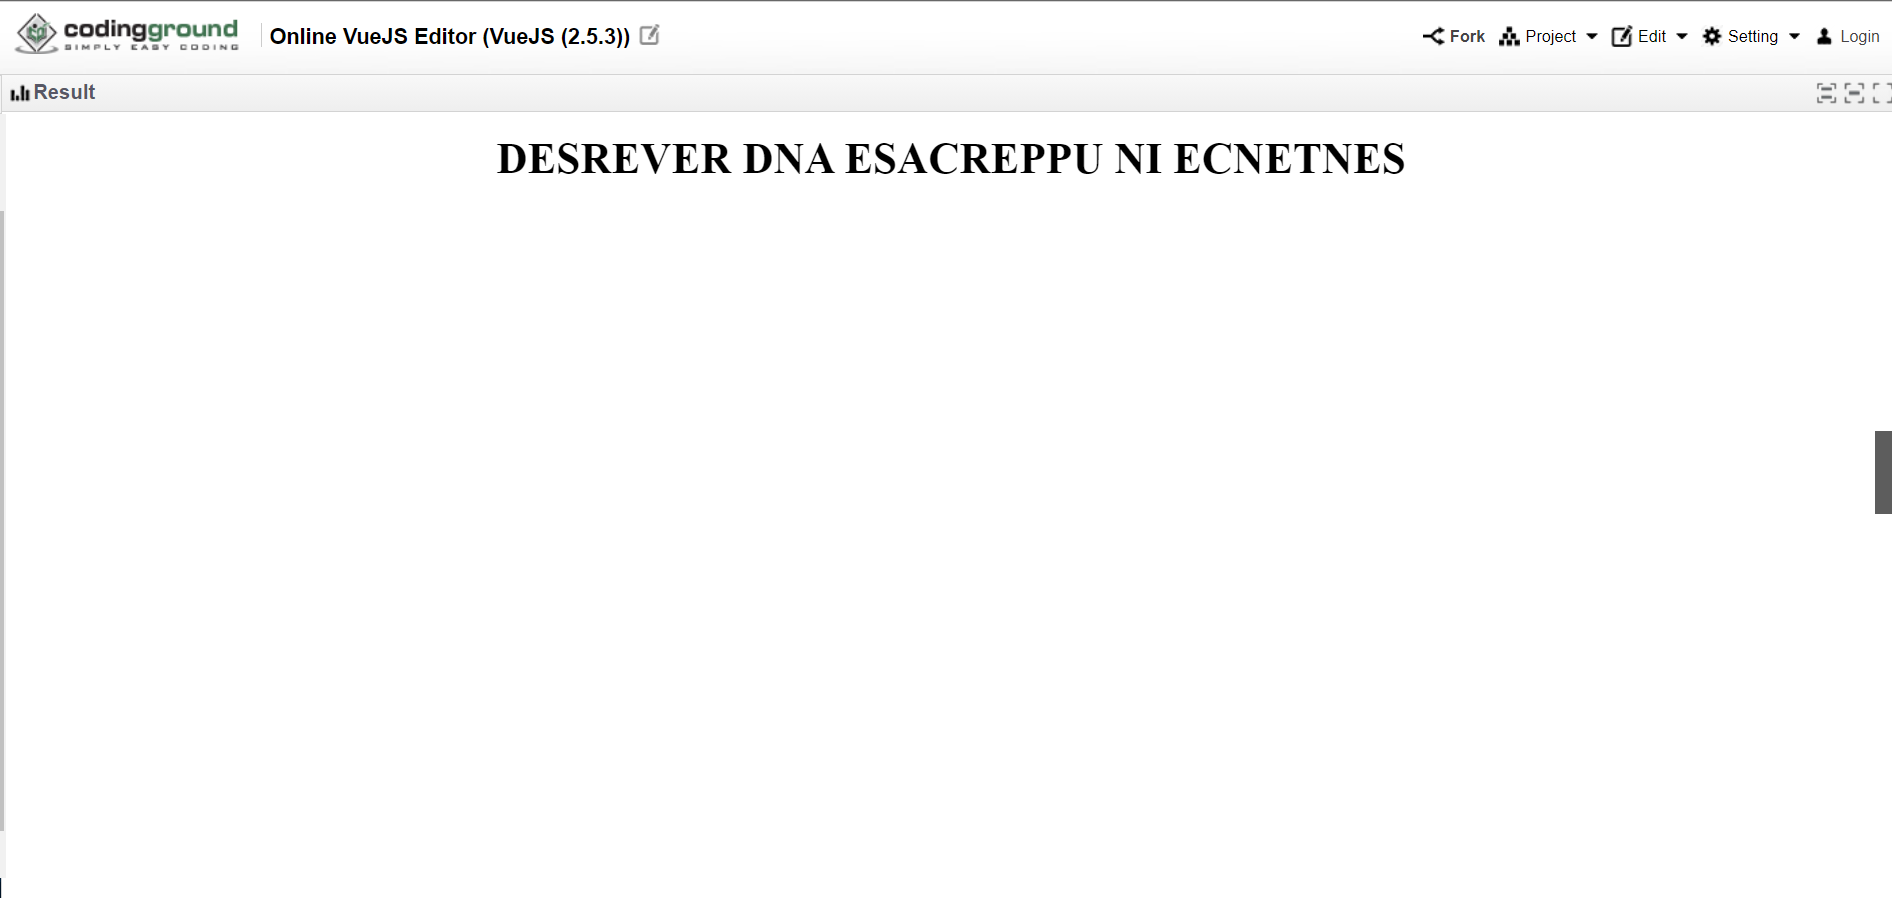 codingground
SIMPLY EASY CODING
Online VueJS Editor (VueJS (2.5.3))
Fork Project Edit Setting Login
Result
DESREVER DNA ESACREPPU NI ECNETNES